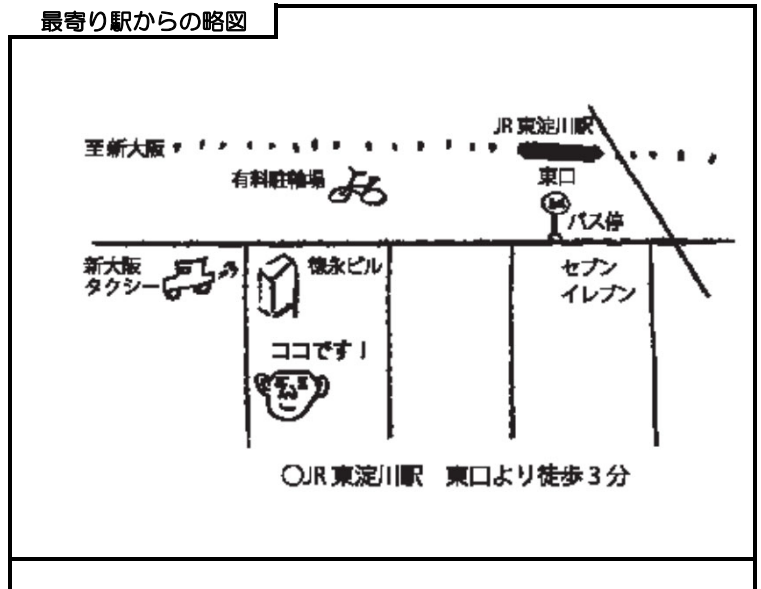 最寄り駅からの略図
JR 東淀川駅
至新大阪
有料駐輪場
東口
バス停
新大阪
タクシー
徳永ビル
セブン
イレブン
ココです！
○JR 東淀川駅　東口より徒歩3分